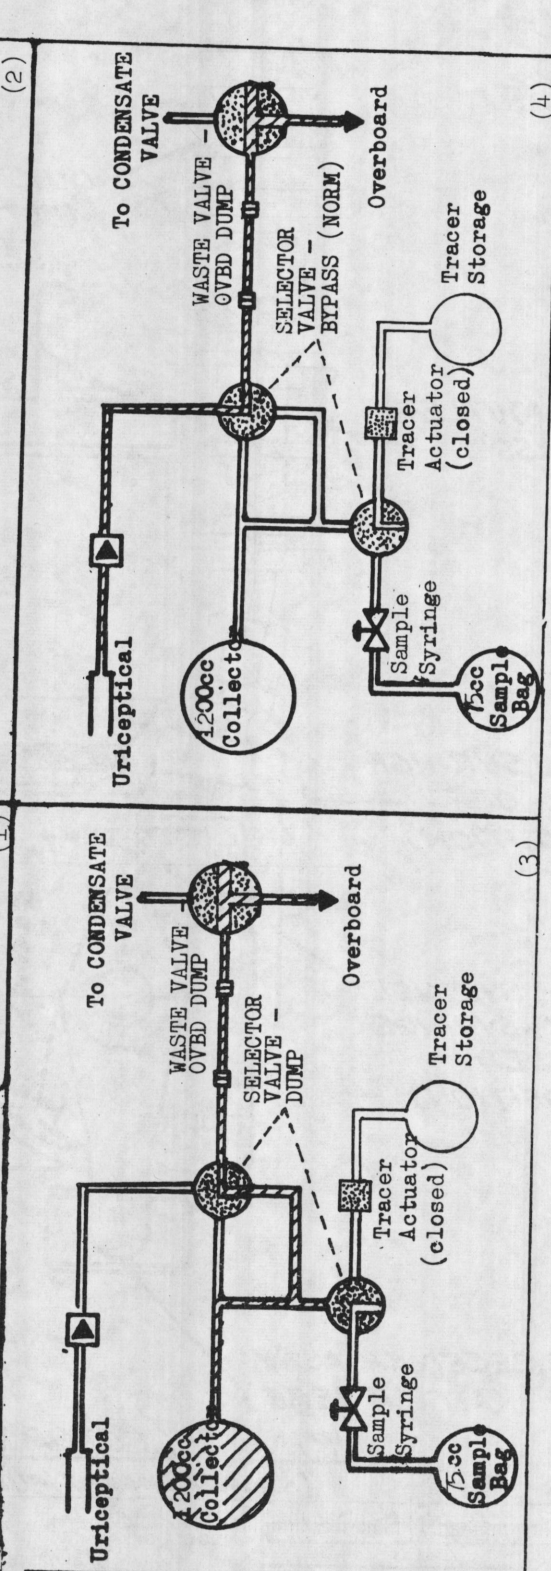 (2)
To CONDENSATE
VALVE
WASTE VALVE -
OVBD DUMP
Overboard
SELECTOR
VALVE -
BYPASS (NORM)
Tracer
Storage
Tracer
Actuator
(closed)
Uriceptical
1200cc
Collector
Sample
Syringe
75cc
Sample
Bag
(4)
(1)
To CONDENSATE
VALVE
WASTE VALVE -
OVBD DUMP
Overboard
SELECTOR
VALVE -
DUMP
Tracer
Storage
Tracer
Actuator
(closed)
Uriceptical
1200cc
Collector
Sample
Syringe
75cc
Sample
Bag
(3)